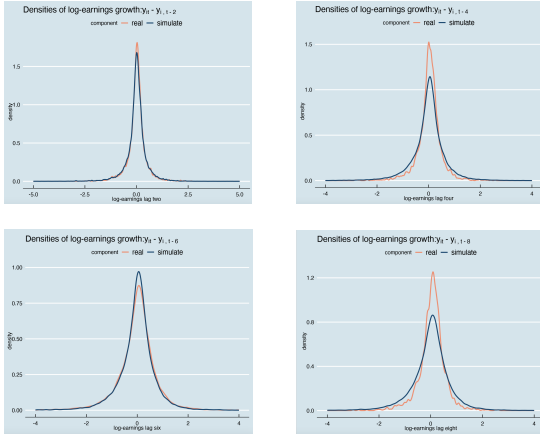 Densities of log-earnings growth:yᵢₜ - yᵢ, ₜ - ₂
component real simulate
1.5
1.0
0.5
0.0
density
-5.0 -2.5 0.0 2.5 5.0
log-earnings lag two
Densities of log-earnings growth:yᵢₜ - yᵢ, ₜ - ₄
component real simulate
1.5
1.0
0.5
0.0
density
-4 -2 0 2 4
log-earnings lag four
Densities of log-earnings growth:yᵢₜ - yᵢ, ₜ - ₆
component real simulate
1.00
0.75
0.50
0.25
0.00
density
-4 -2 0 2 4
log-earnings lag six
Densities of log-earnings growth:yᵢₜ - yᵢ, ₜ - ₈
component real simulate
1.2
0.8
0.4
0.0
density
-4 -2 0 2 4
log-earnings lag eight